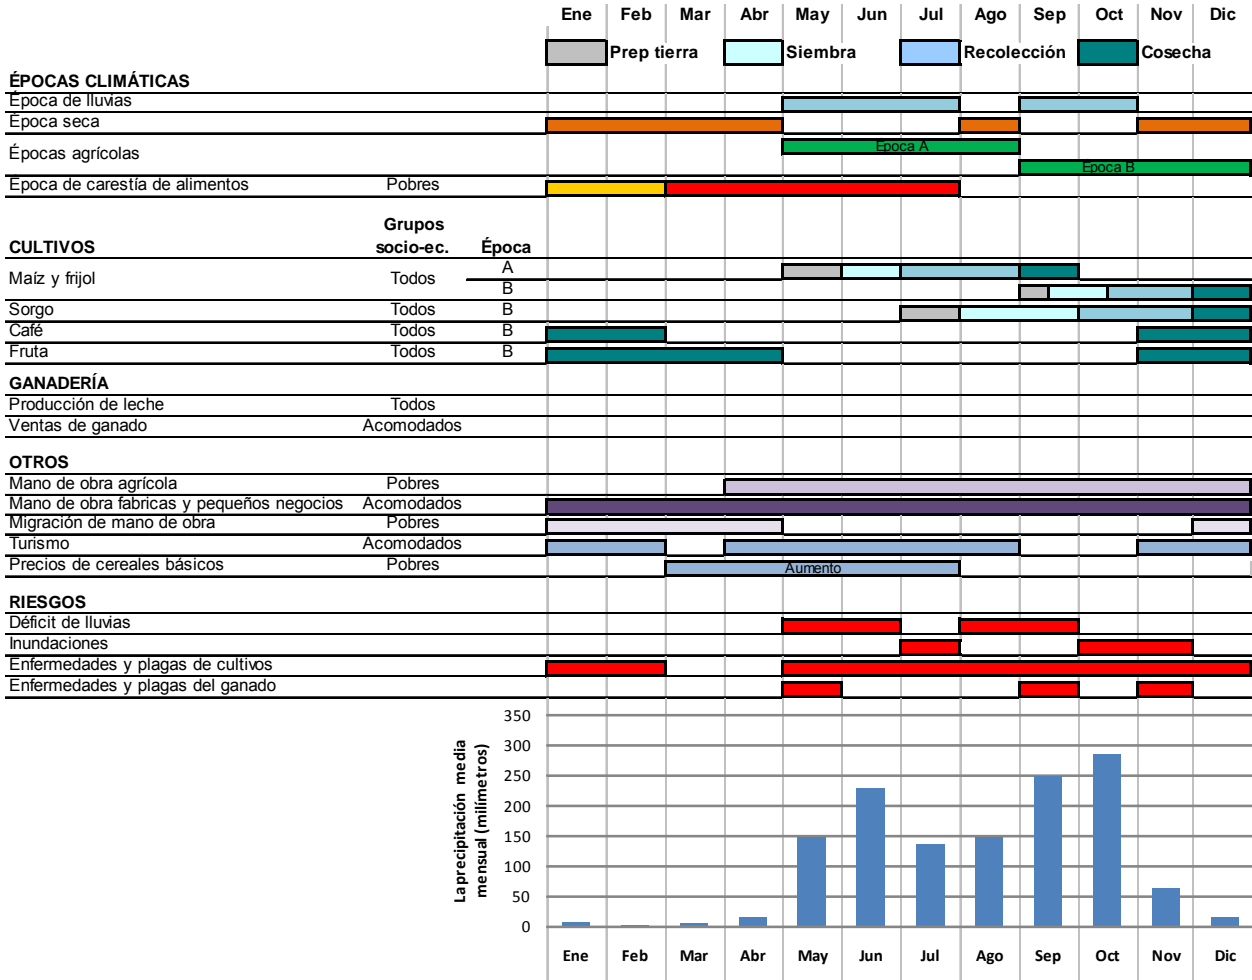 Ene Feb Mar Abr May Jun Jul Ago Sep Oct Nov Dic
Prep tierra Siembra Recolección Cosecha
ÉPOCAS CLIMÁTICAS
Época de lluvias
Época seca
Épocas agrícolas
Época A
Época B
Epoca de carestía de alimentos Pobres
Grupos
CULTIVOS socio-ec. Época
Maíz y frijol Todos A
B
Sorgo Todos B
Café Todos B
Fruta Todos B
GANADERÍA
Producción de leche Todos
Ventas de ganado Acomodados
OTROS
Mano de obra agrícola Pobres
Mano de obra fabricas y pequeños negocios Acomodados
Migración de mano de obra Pobres
Turismo Acomodados
Precios de cereales básicos Pobres Aumento
RIESGOS
Déficit de lluvias
Inundaciones
Enfermedades y plagas de cultivos
Enfermedades y plagas del ganado
La precipitación media
mensual (milímetros)
350
300
250
200
150
100
50
0
Ene Feb Mar Abr May Jun Jul Ago Sep Oct Nov Dic